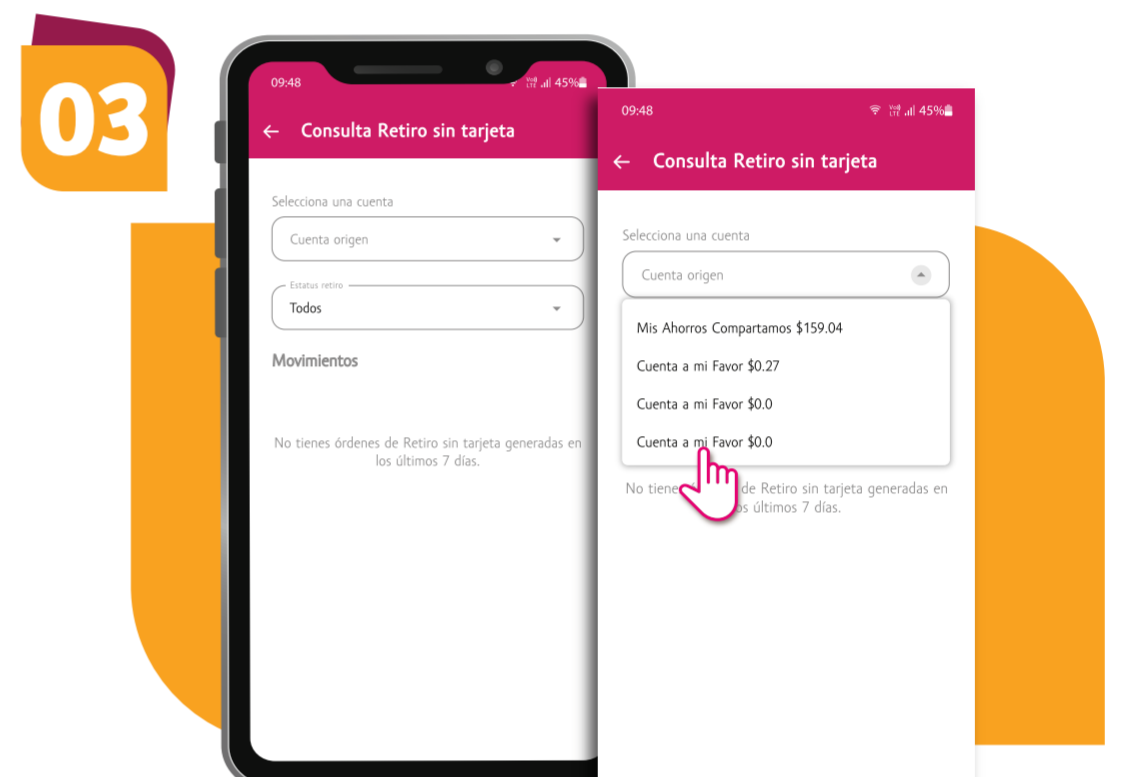 03
09:48
45%
Consulta Retiro sin tarjeta
Selecciona una cuenta
Cuenta origen
Estatus retiro
Todos
Movimientos
No tienes órdenes de Retiro sin tarjeta generadas en
los últimos 7 días.
09:48
VoB LTE 45%
Consulta Retiro sin tarjeta
Selecciona una cuenta
Cuenta origen
Mis Ahorros Compartamos $159.04
Cuenta a mi Favor $0.27
Cuenta a mi Favor $0.0
Cuenta a mi Favor $0.0
No tiene de Retiro sin tarjeta generadas en
os últimos 7 días.